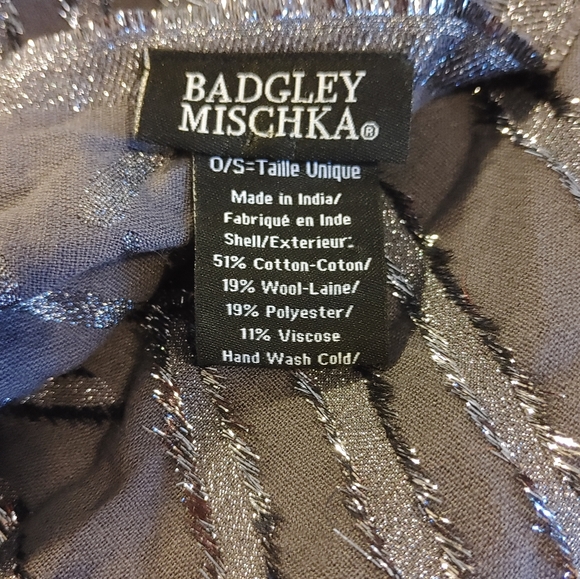 BADGLEY
MISCHKA®
O/S=Taille Unique
Made in India/
Fabriqué en Inde
Shell/Exterieur:
51% Cotton-Coton/
19% Wool-Laine/
19% Polyester/
11% Viscose
Hand Wash Cold/